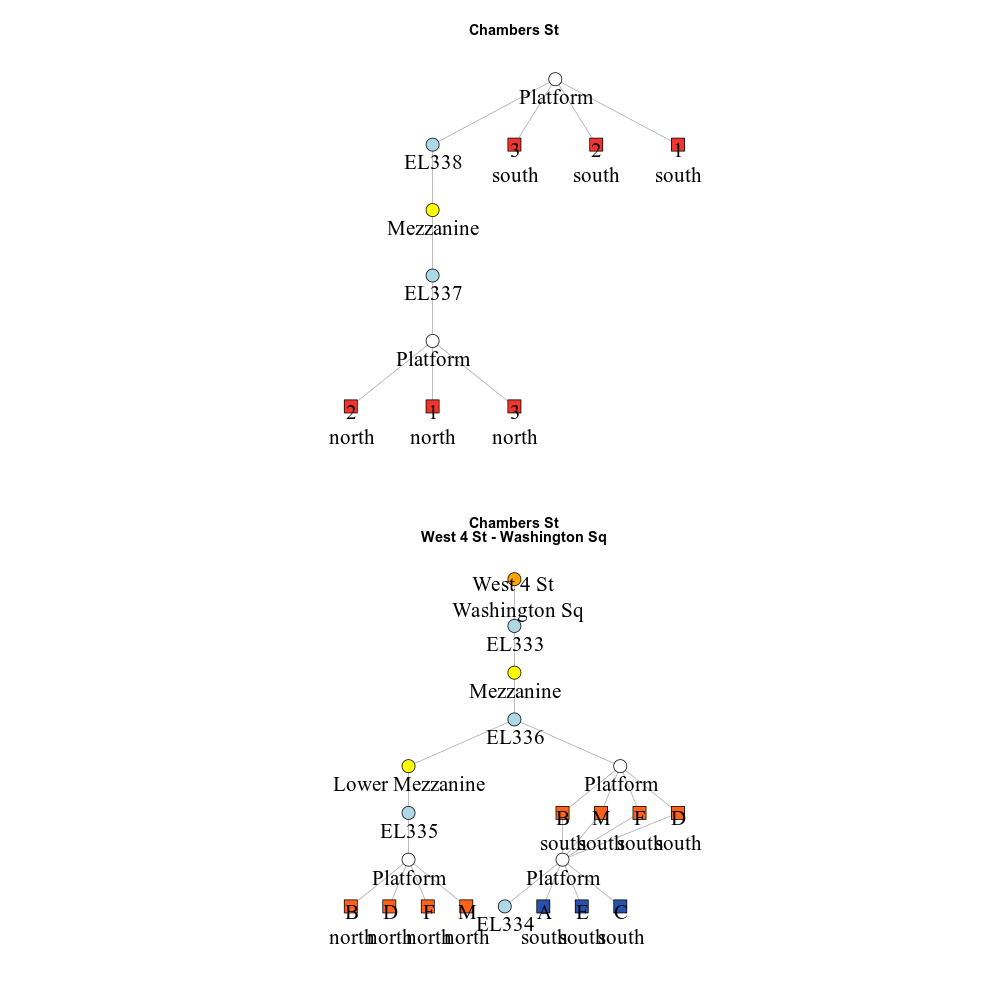 Chambers St
Platform
EL338
3 2 1
south south south
Mezzanine
EL337
Platform
2 1 3
north north north
Chambers St
West 4 St - Washington Sq
West 4 St
Washington Sq
EL333
Mezzanine
EL336
Lower Mezzanine Platform
B M F D
south south south south
EL335
Platform Platform
B D F M EL334 A E C
north north north north south south south